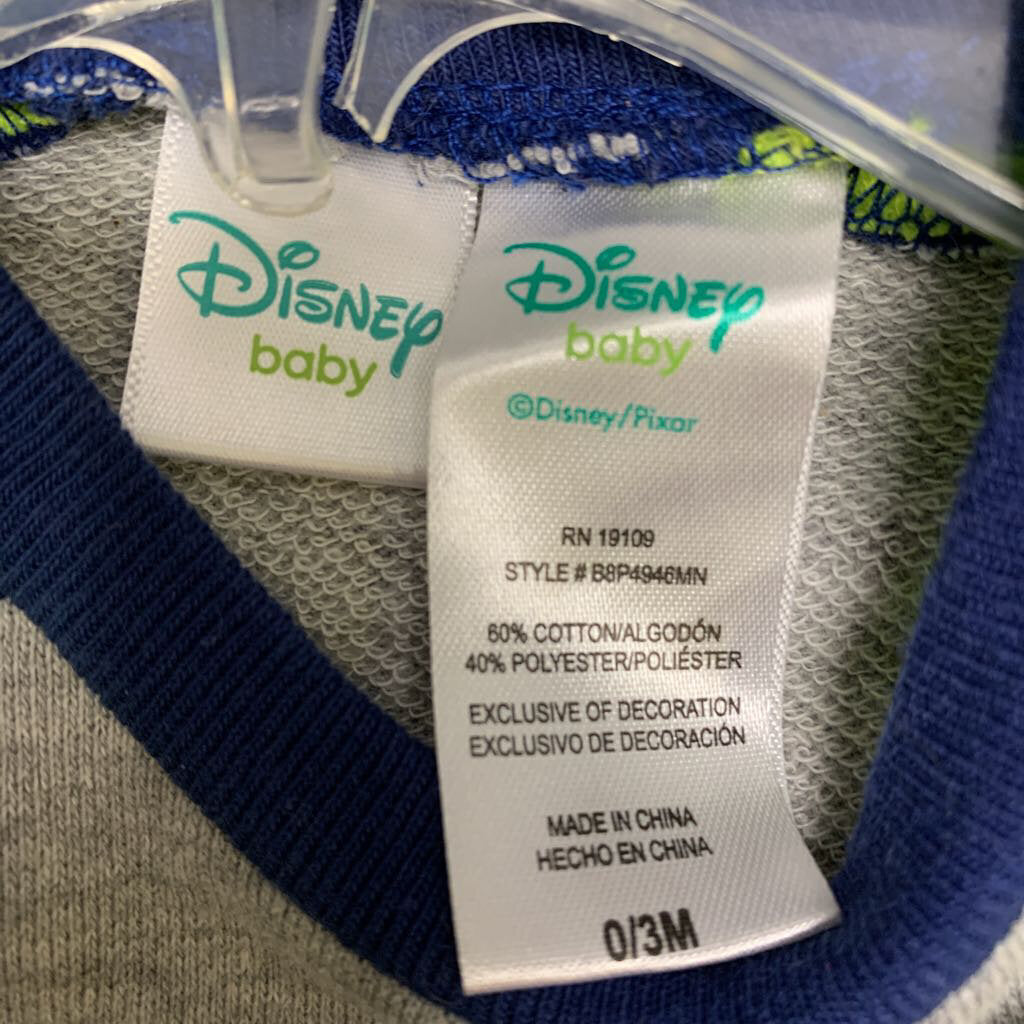 Disney
baby
Disney
baby
©Disney/Pixar
RN 19109
STYLE # B8P4946MN
60% COTTON/ALGODÓN
40% POLYESTER/POLIÉSTER
EXCLUSIVE OF DECORATION
EXCLUSIVO DE DECORACIÓN
MADE IN CHINA
HECHO EN CHINA
0/3M